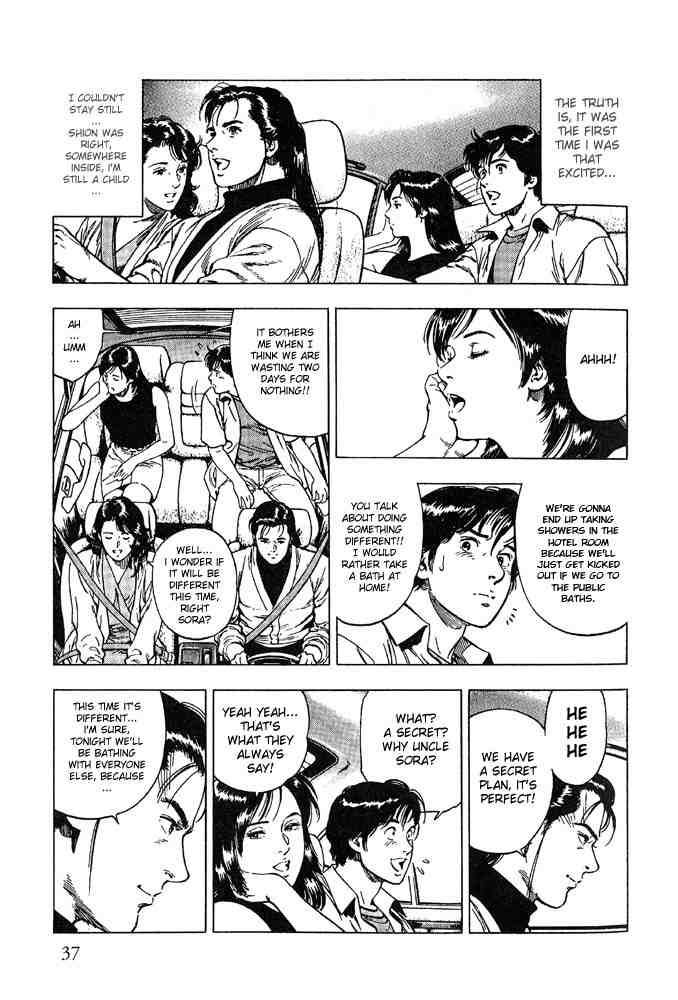 THE TRUTH
IS, IT WAS
THE FIRST
TIME I
WAS
THAT
EXCITED...
I COULDN'T
STAY STILL
...
SHION WAS
RIGHT,
SOMEWHERE
INSIDE, I'M
STILL A CHILD
...
AHHH!
IT BOTHERS
ME WHEN I
THINK WE ARE
WASTING TWO
DAYS FOR
NOTHING!!
AH
...
UMM
...
WELL...
I WONDER IF
IT WILL BE
DIFFERENT
THIS TIME,
RIGHT
SORA?
WE'RE GONNA
END UP TAKING
SHOWERS IN THE
HOTEL ROOM
BECAUSE WE'LL
JUST GET KICKED
OUT IF WE GO TO
THE PUBLIC
BATHS.
YOU TALK
ABOUT DOING
SOMETHING
DIFFERENT!!
I WOULD
RATHER TAKE
A BATH AT
HOME!
HE
HE
HE
WE HAVE
A SECRET
PLAN, IT'S
PERFECT!
WHAT?
A SECRET?
WHY UNCLE
SORA?
YEAH YEAH...
THAT'S
WHAT THEY
ALWAYS
SAY!
THIS TIME IT'S
DIFFERENT...
I'M SURE,
TONIGHT WE'LL
BE BATHING
WITH EVERYONE
ELSE, BECAUSE
...
37